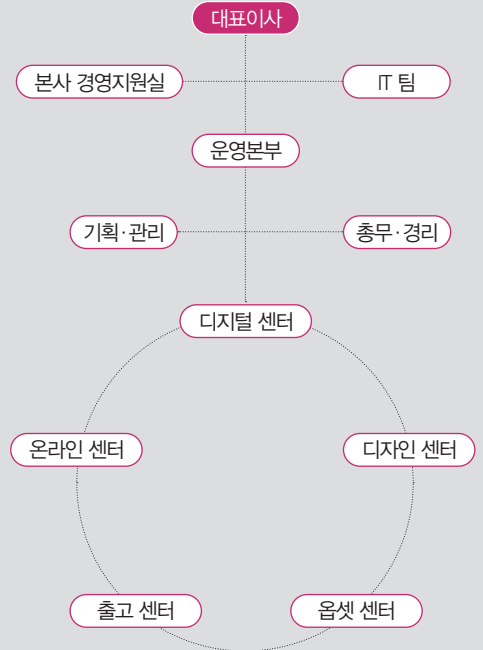 대표이사
본사 경영지원실
IT 팀
운영본부
기획·관리
총무·경리
디지털 센터
온라인 센터
디자인 센터
출고 센터
옵셋 센터